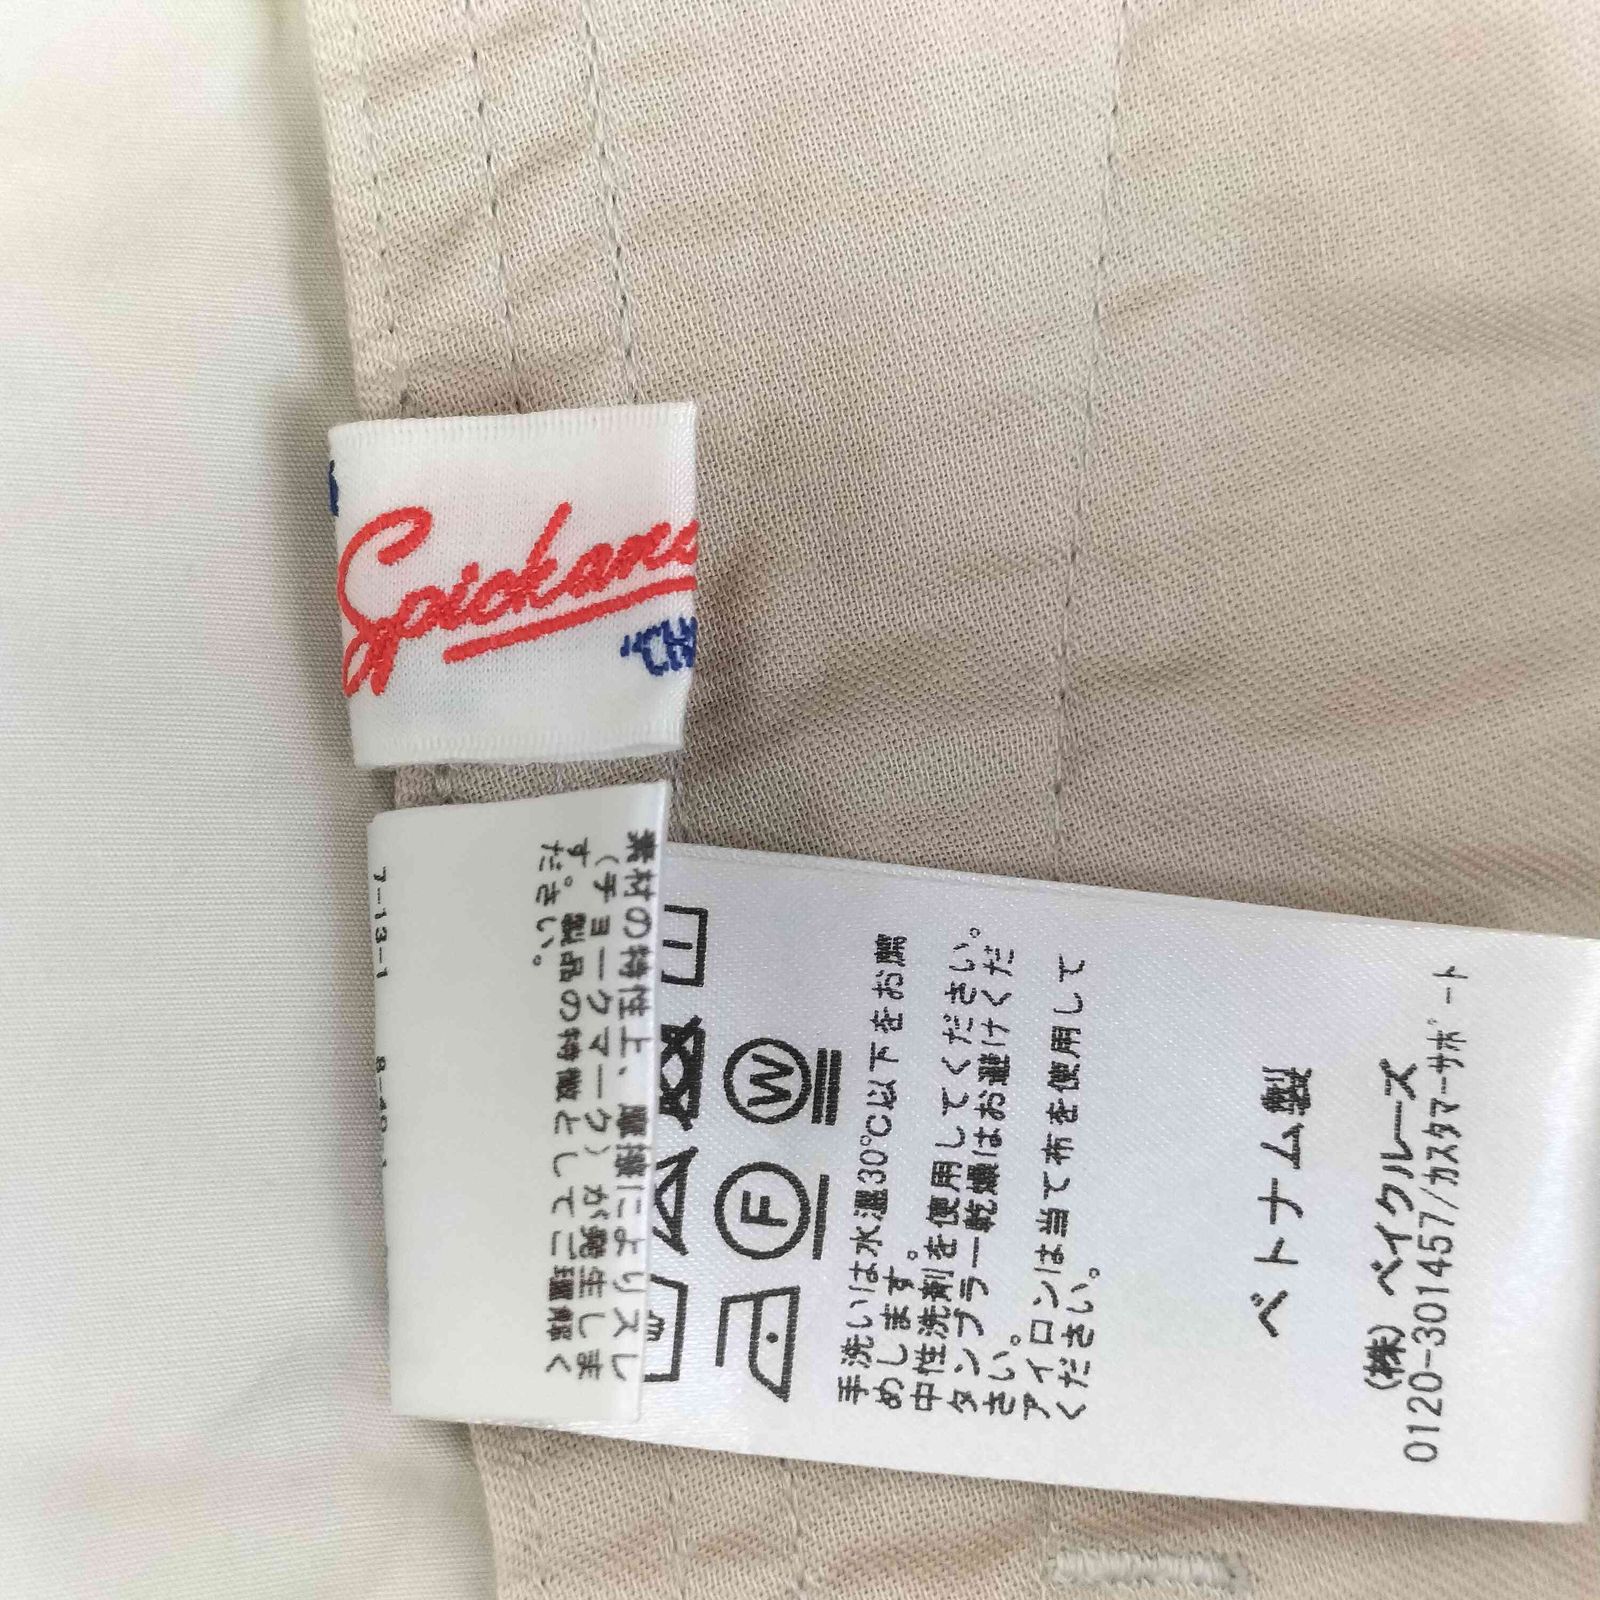 Spickano
素材の特性上、摩擦によりスレ
(チョークマーク)が発生しま
す。製品の特徴としてご理解く
ださい。
7-13-1
W
F
手洗いは水温30℃以下をお薦
めします。
中性洗剤を使用してください。
タンブラー乾燥はお避けくだ
さい。
アイロンは当て布を使用して
ください。
ベトナム製
(株)ベイクルーズ
0120-301457/カスタマーサポート